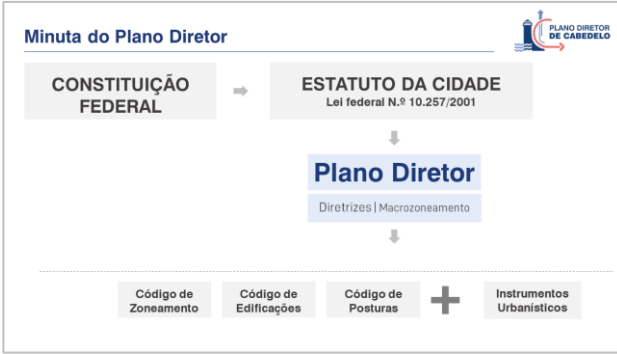 Minuta do Plano Diretor
PLANO DIRETOR
DE CABEDELO
CONSTITUIÇÃO
FEDERAL
ESTATUTO DA CIDADE
Lei federal N.º 10.257/2001
Plano Diretor
Diretrizes | Macrozoneamento
Código de
Zoneamento
Código de
Edificações
Código de
Posturas
Instrumentos
Urbanísticos